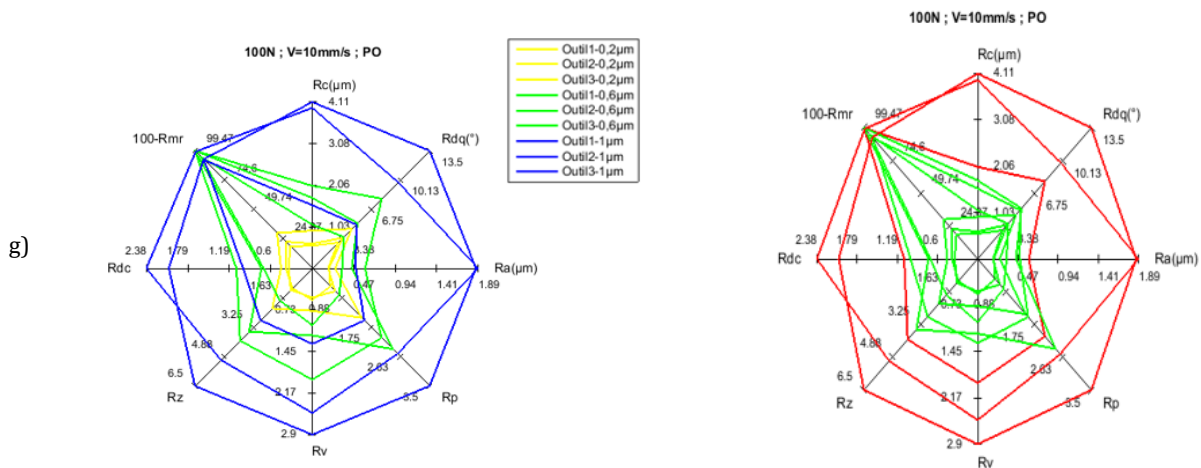 g)
100N ; V=10mm/s ; PO
Rc(µm)
4.11
3.08
2.06
1.03
Rdq(°)
13.5
10.13
6.75
3.38
Ra(µm)
1.89
1.41
0.94
0.47
Rp
3.5
2.63
1.75
0.88
Rv
2.9
2.17
1.45
0.73
Rz
6.5
4.88
3.25
1.63
Rdc
2.38
1.79
1.19
0.6
100-Rmr
99.47
74.6
49.74
24.87
Outil1-0,2µm
Outil2-0,2µm
Outil3-0,2µm
Outil1-0,6µm
Outil2-0,6µm
Outil3-0,6µm
Outil1-1µm
Outil2-1µm
Outil3-1µm
100N ; V=10mm/s ; PO
Rc(µm)
4.11
3.08
2.06
1.03
Rdq(°)
13.5
10.13
6.75
3.38
Ra(µm)
1.89
1.41
0.94
0.47
Rp
3.5
2.63
1.75
0.88
Rv
2.9
2.17
1.45
0.73
Rz
6.5
4.88
3.25
1.63
Rdc
2.38
1.79
1.19
0.6
100-Rmr
99.47
74.6
49.74
24.87